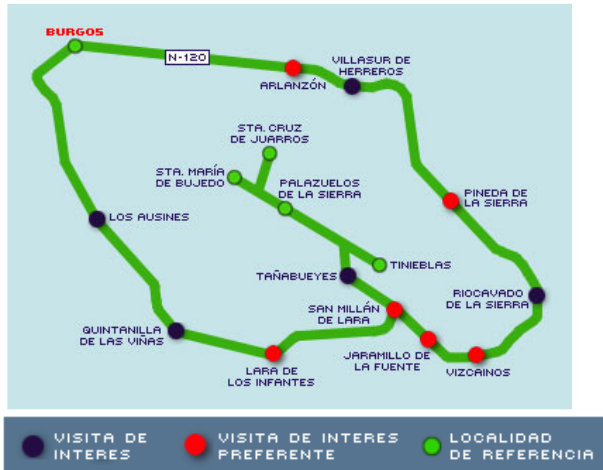 BURGOS
N-120
ARLANZÓN
VILLASUR DE
HERREROS
STA. CRUZ
DE JUARROS
STA. MARÍA
DE BUJEDO
PALAZUELOS
DE LA SIERRA
PINEDA DE
LA SIERRA
LOS AUSINES
TINIEBLAS
TAÑABUEYES
RIOCAVADO
DE LA SIERRA
SAN MILLÁN
DE LARA
QUINTANILLA
DE LAS VIÑAS
JARAMILLO DE
LA FUENTE
LARA DE
LOS INFANTES
VIZCAINOS
VISITA DE
INTERES
VISITA DE INTERES
PREFERENTE
LOCALIDAD
DE REFERENCIA